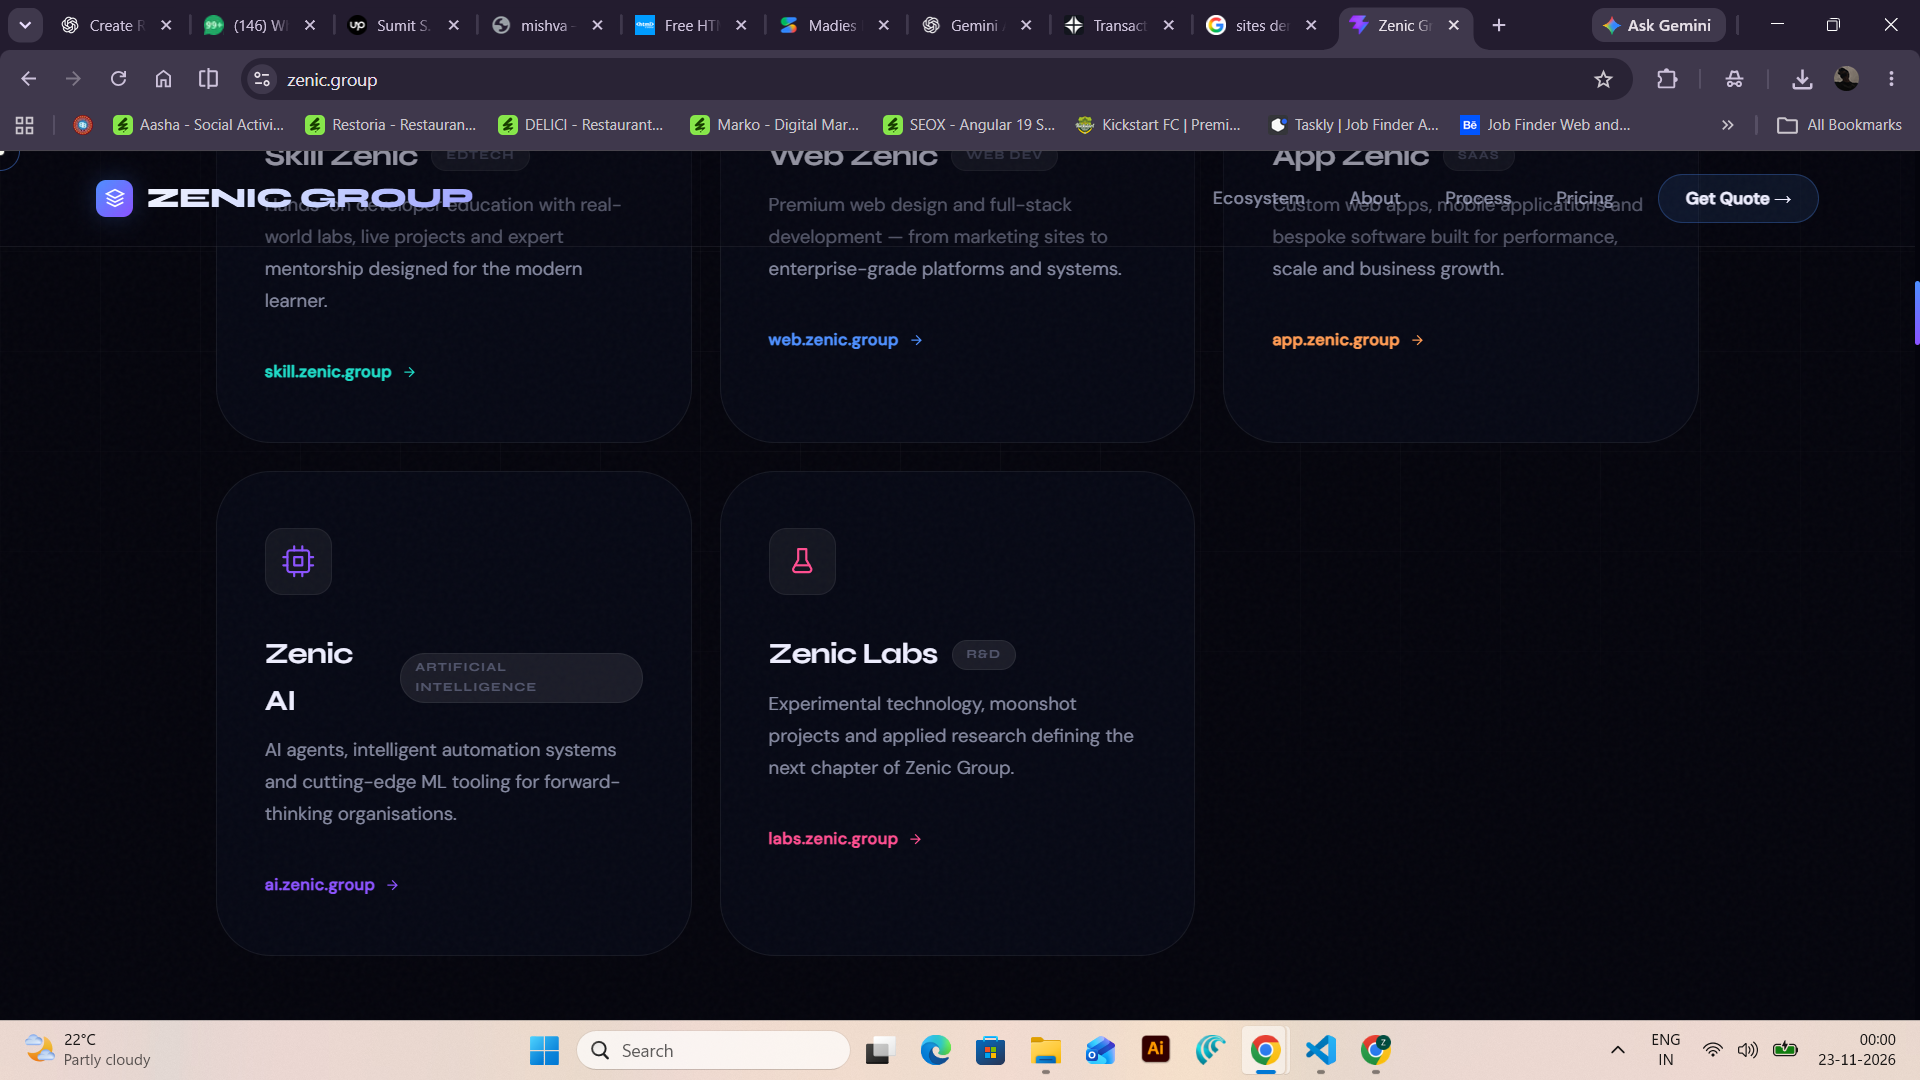 Create R
99+
(146) W
up
Sumit S.
mishva -
Free HT
Madies
Gemini
Transact
sites de
Zenic G
Ask Gemini
zenic.group
Aasha - Social Activi...
Restoria - Restauran...
DELICI - Restaurant...
Marko - Digital Mar...
SEOX - Angular 19 S...
Kickstart FC | Premi...
Taskly | Job Finder A...
Bē
Job Finder Web and...
»
All Bookmarks
Skill Zenic
EDTECH
Web Zenic
WEB DEV
App Zenic
SAAS
ZENIC GROUP
Ecosystem
About
Process
Pricing
Get Quote →
Hands-on developer education with real-
world labs, live projects and expert
mentorship designed for the modern
learner.
skill.zenic.group →
Premium web design and full-stack
development — from marketing sites to
enterprise-grade platforms and systems.
web.zenic.group →
Custom web apps, mobile applications and
bespoke software built for performance,
scale and business growth.
app.zenic.group →
Zenic
AI
ARTIFICIAL
INTELLIGENCE
AI agents, intelligent automation systems
and cutting-edge ML tooling for forward-
thinking organisations.
ai.zenic.group →
Zenic Labs
R&D
Experimental technology, moonshot
projects and applied research defining the
next chapter of Zenic Group.
labs.zenic.group →
22°C
Partly cloudy
Search
Ai
Z
ENG
IN
00:00
23-11-2026